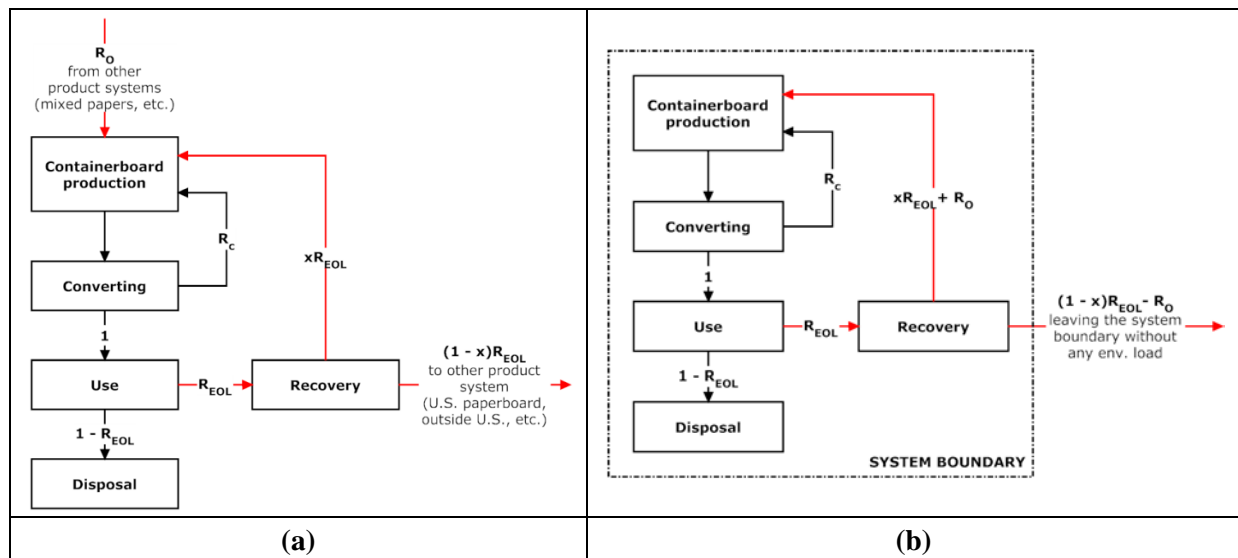 R_O
from other
product systems
(mixed papers, etc.)
Containerboard
production
R_c
Converting
xR_EOL
1
Use
R_EOL
Recovery
(1 - x)R_EOL
to other product
system
(U.S. paperboard,
outside U.S., etc.)
1 - R_EOL
Disposal
(a)
Containerboard
production
R_c
xR_EOL + R_O
Converting
1
Use
R_EOL
Recovery
(1 - x)R_EOL - R_O
leaving the system
boundary without
any env. load
1 - R_EOL
Disposal
SYSTEM BOUNDARY
(b)